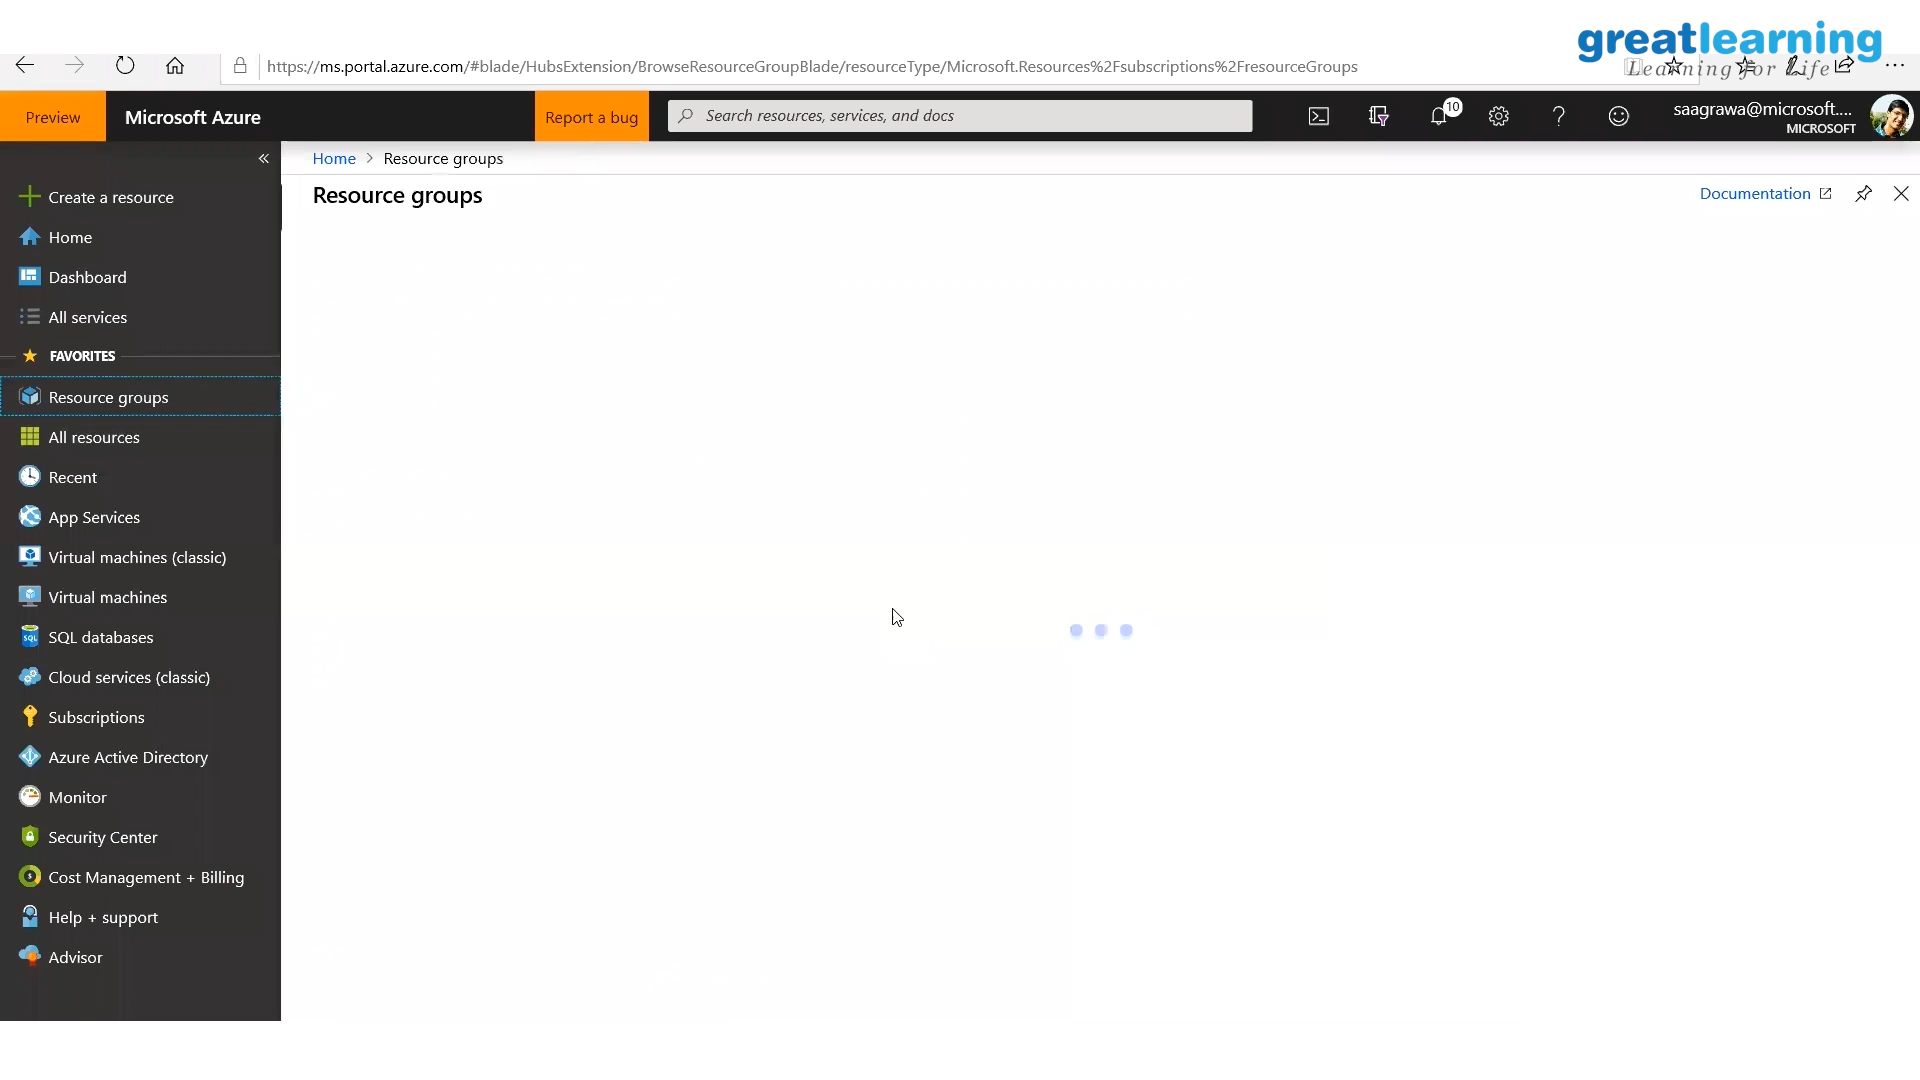 greatlearning
Learning for Life
https://ms.portal.azure.com/#blade/HubsExtension/BrowseResourceGroupBlade/resourceType/Microsoft.Resources%2Fsubscriptions%2FresourceGroups
Preview
Microsoft Azure
Report a bug
Search resources, services, and docs
10
saagrawa@microsoft....
MICROSOFT
Home > Resource groups
Resource groups
Documentation
Create a resource
Home
Dashboard
All services
FAVORITES
Resource groups
All resources
Recent
App Services
Virtual machines (classic)
Virtual machines
SQL databases
Cloud services (classic)
Subscriptions
Azure Active Directory
Monitor
Security Center
Cost Management + Billing
Help + support
Advisor